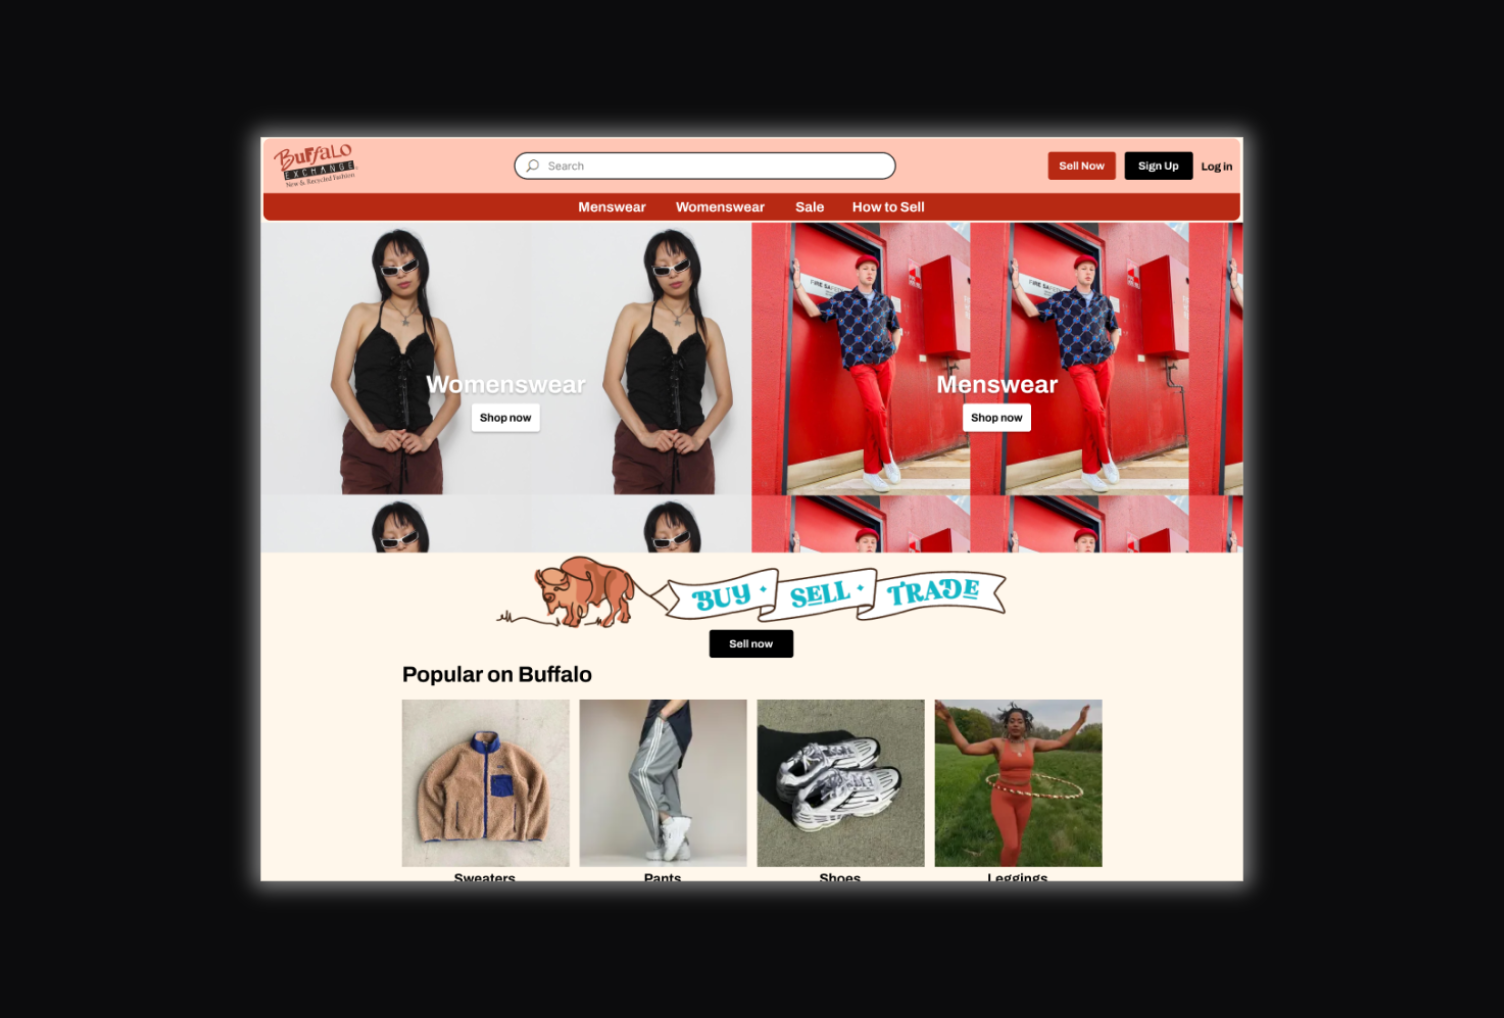 BUFFALO
EXCHANGE
New & Recycled Fashion
Search
Sell Now
Sign Up
Log in
Menswear
Womenswear
Sale
How to Sell
Womenswear
Shop now
Menswear
Shop now
BUY · SELL · TRADE
Sell now
Popular on Buffalo
Sweaters
Pants
Shoes
Leggings